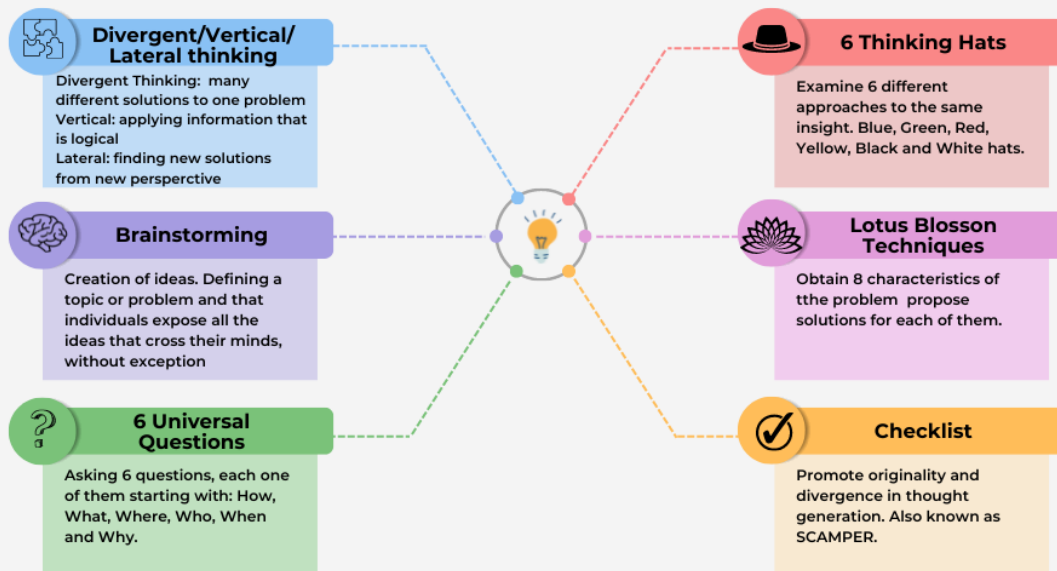 Divergent/Vertical/
Lateral thinking
Divergent Thinking: many
different solutions to one problem
Vertical: applying information that
is logical
Lateral: finding new solutions
from new persperctive
Brainstorming
Creation of ideas. Defining a
topic or problem and that
individuals expose all the
ideas that cross their minds,
without exception
6 Universal
Questions
Asking 6 questions, each one
of them starting with: How,
What, Where, Who, When
and Why.
6 Thinking Hats
Examine 6 different
approaches to the same
insight. Blue, Green, Red,
Yellow, Black and White hats.
Lotus Blosson
Techniques
Obtain 8 characteristics of
tthe problem propose
solutions for each of them.
Checklist
Promote originality and
divergence in thought
generation. Also known as
SCAMPER.